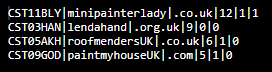 CST11BLY|minipainterlady|.co.uk|12|1|1
CST03HAN|lendahand|.org.uk|9|0|0
CST05AKH|roofmendersUK|.co.uk|6|1|0
CST09GOD|paintmyhouseUK|.com|5|1|0